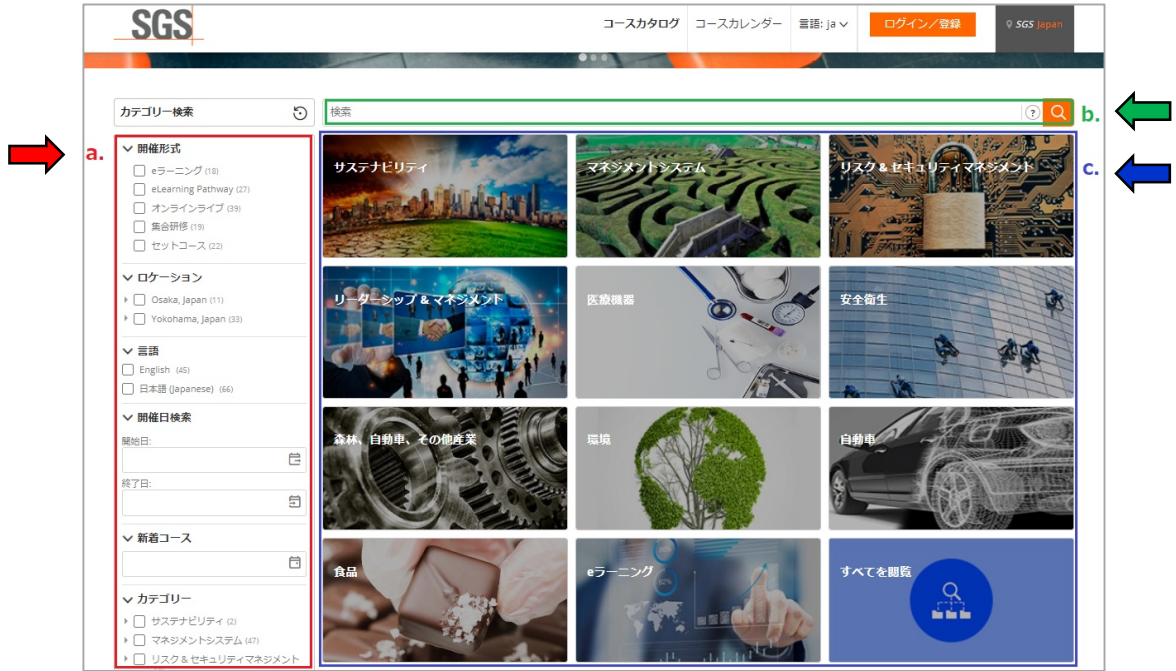 SGS
コースカタログ
コースカレンダー
言語: ja
ログイン／登録
SGS Japan
カテゴリー検索
検索
?
b.
a.
c.
開催形式
eラーニング (18)
eLearning Pathway (27)
オンラインライブ (39)
集合研修 (19)
セットコース (22)
ロケーション
Osaka, Japan (11)
Yokohama, Japan (33)
言語
English (45)
日本語 (Japanese) (66)
開催日検索
開始日:
終了日:
新着コース
カテゴリー
サステナビリティ (2)
マネジメントシステム (47)
リスク & セキュリティマネジメント
サステナビリティ
マネジメントシステム
リスク & セキュリティマネジメント
リーダーシップ & マネジメント
医療機器
安全衛生
森林、自動車、その他産業
環境
自動車
食品
eラーニング
すべてを閲覧